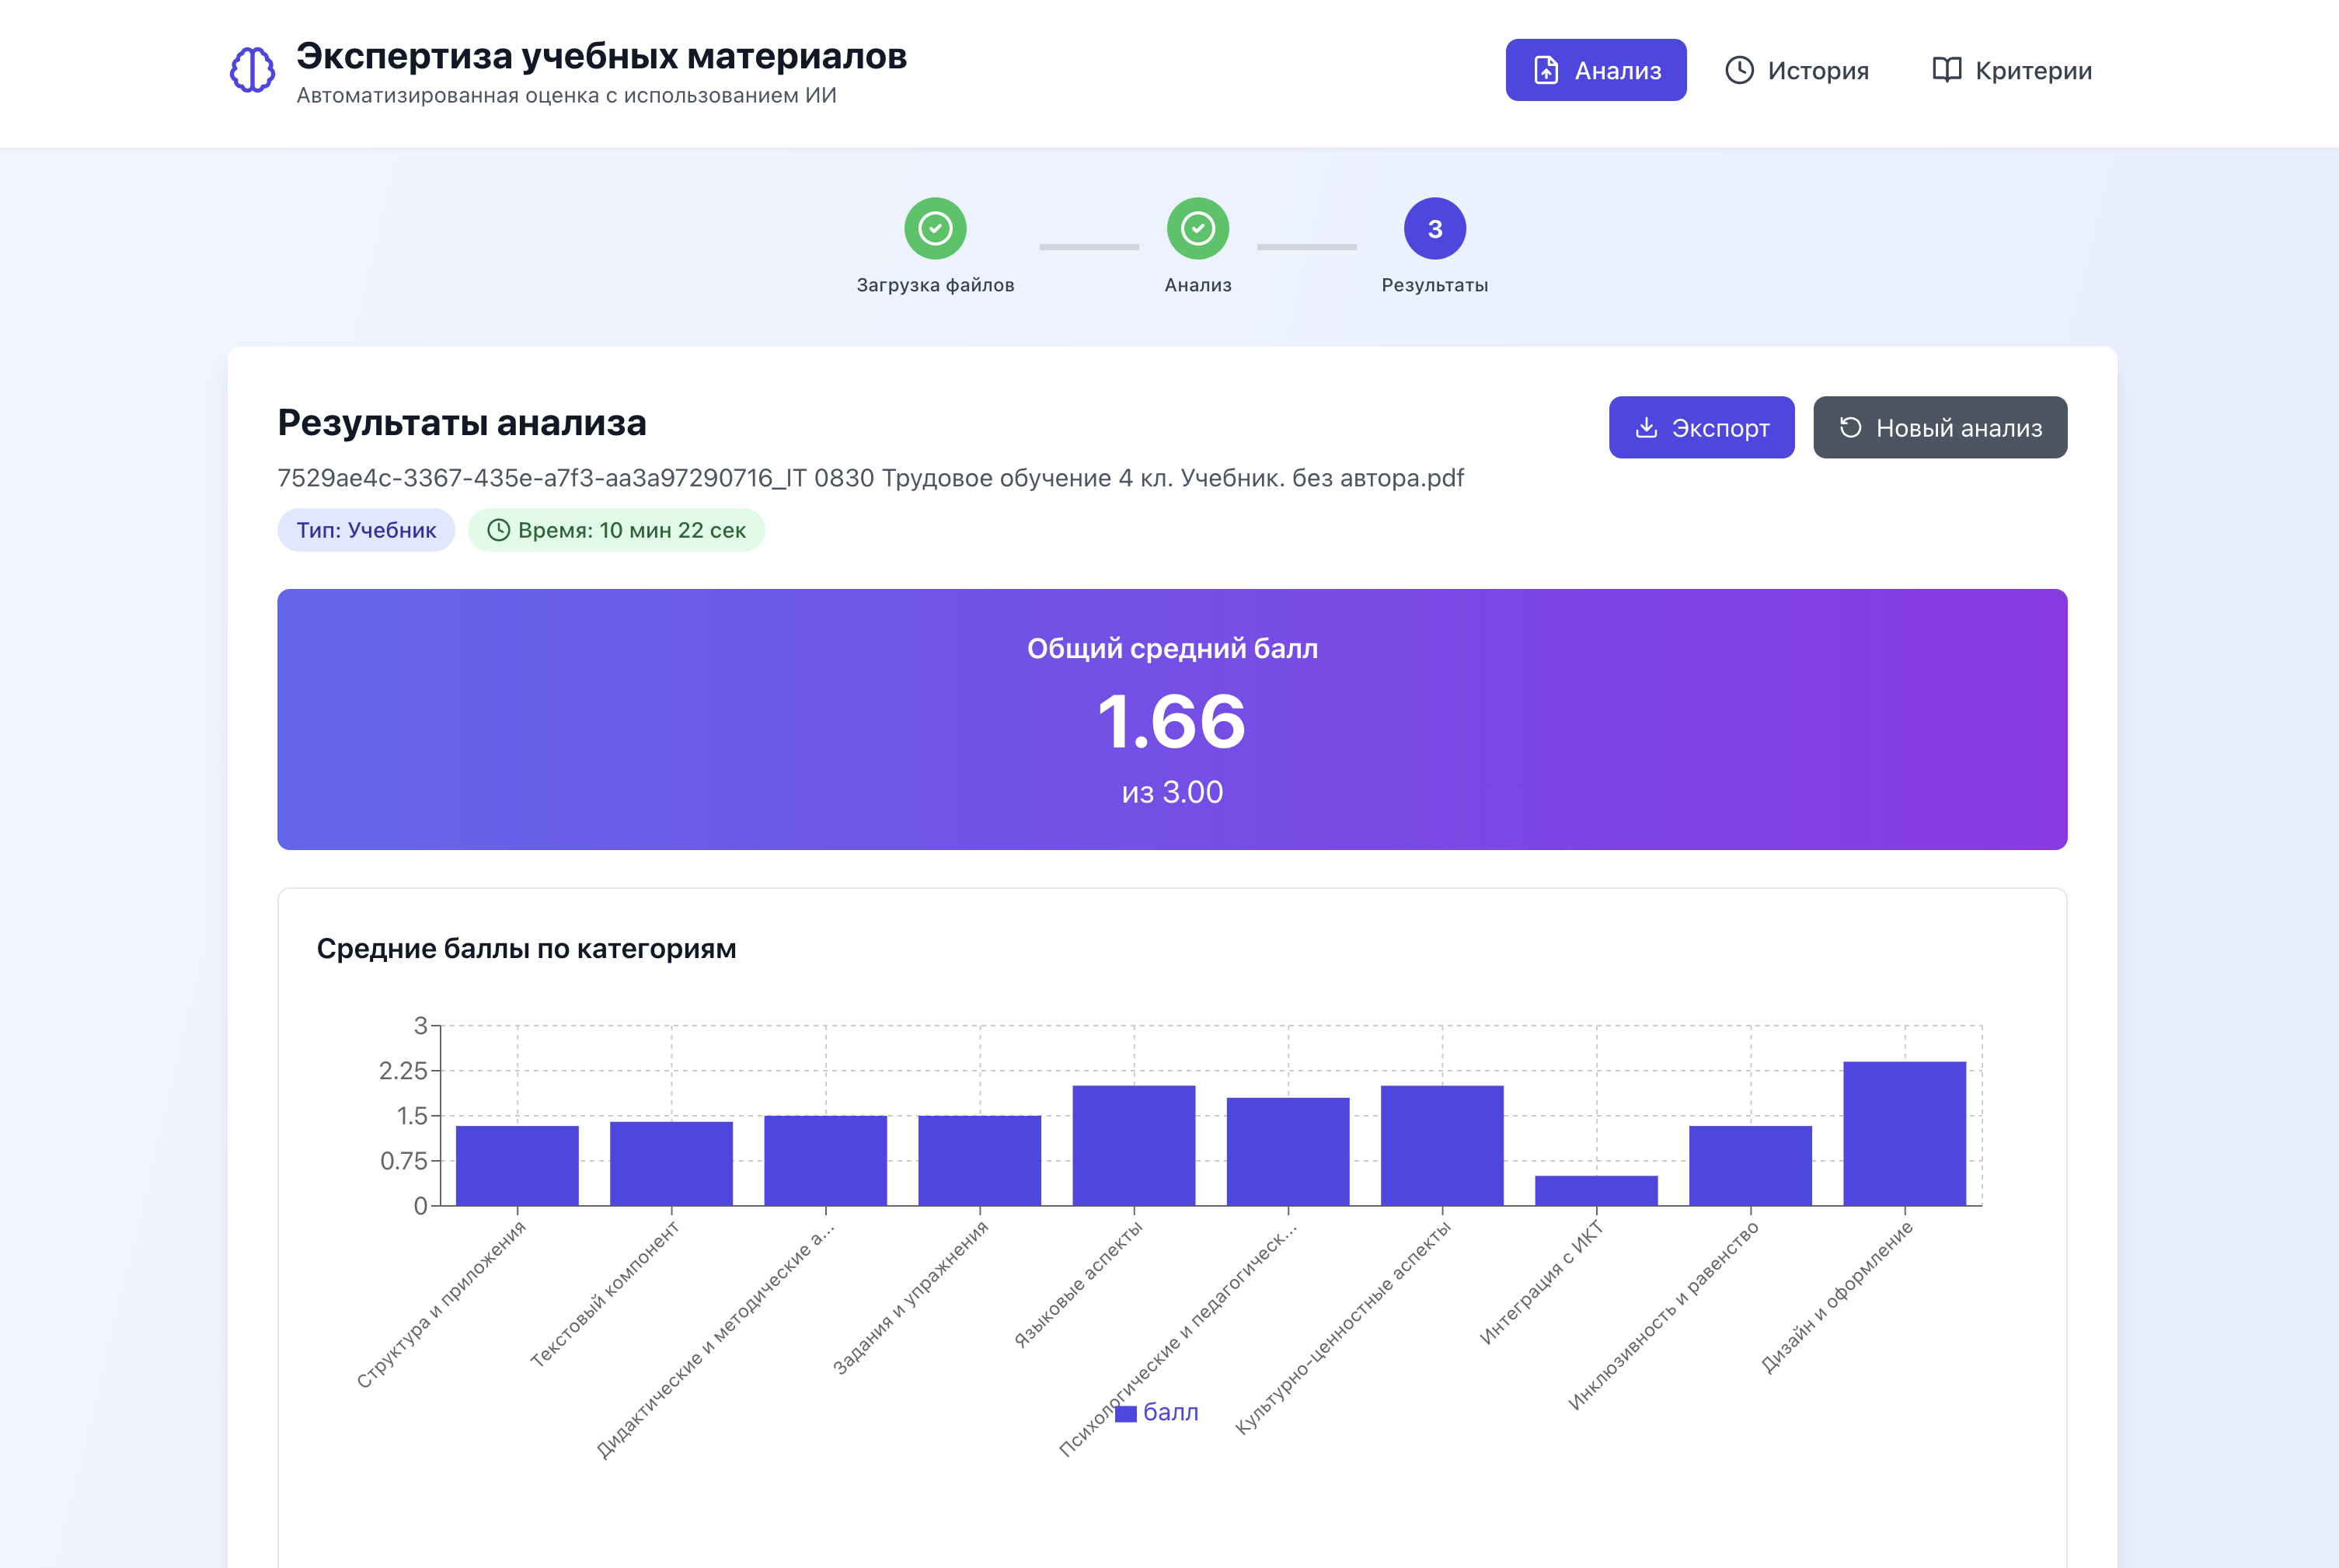 Экспертиза учебных материалов
Автоматизированная оценка с использованием ИИ
Анализ
История
Критерии
3
Загрузка файлов
Анализ
Результаты
Результаты анализа
Экспорт
Новый анализ
7529ae4c-3367-435e-a7f3-aa3a97290716_IT 0830 Трудовое обучение 4 кл. Учебник. без автора.pdf
Тип: Учебник
Время: 10 мин 22 сек
Общий средний балл
1.66
из 3.00
Средние баллы по категориям
3
2.25
1.5
0.75
0
Структура и приложения
Текстовый компонент
Дидактические и методические а...
Задания и упражнения
Языковые аспекты
Психологические и педагогическ...
Культурно-ценностные аспекты
Интеграция с ИКТ
Инклюзивность и равенство
Дизайн и оформление
балл